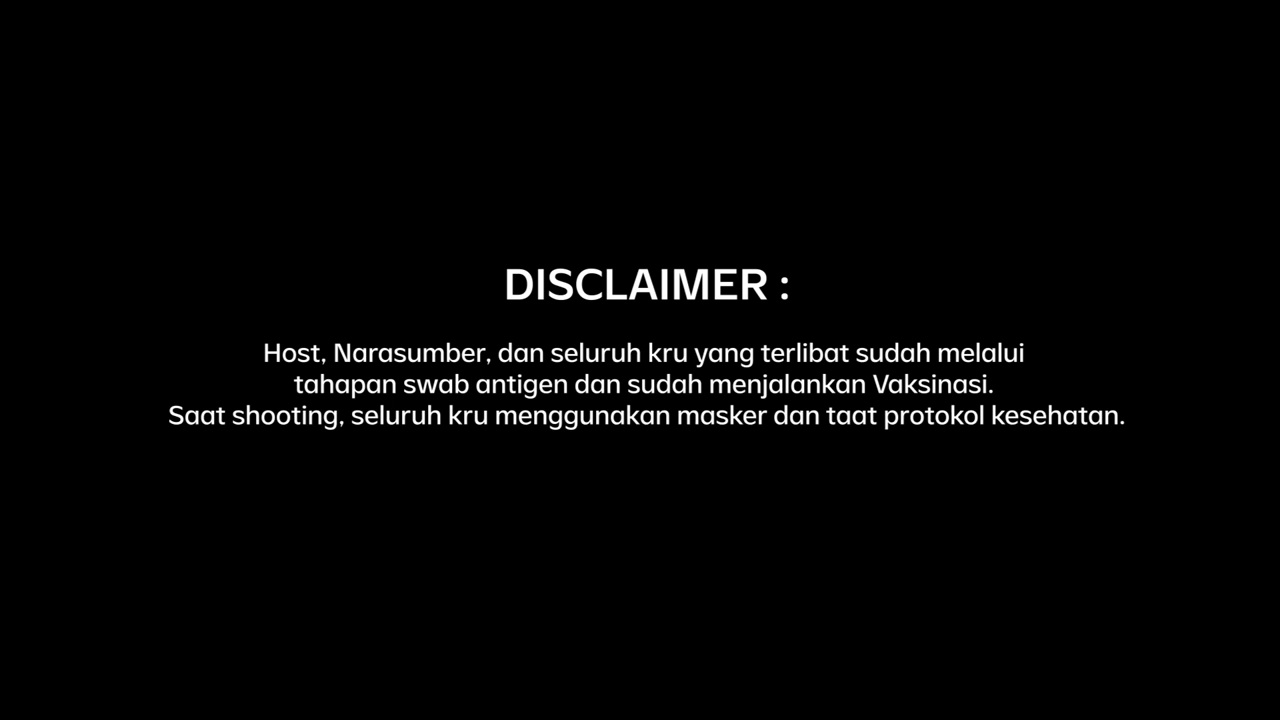 DISCLAIMER :
Host, Narasumber, dan seluruh kru yang terlibat sudah melalui
tahapan swab antigen dan sudah menjalankan Vaksinasi.
Saat shooting, seluruh kru menggunakan masker dan taat protokol kesehatan.